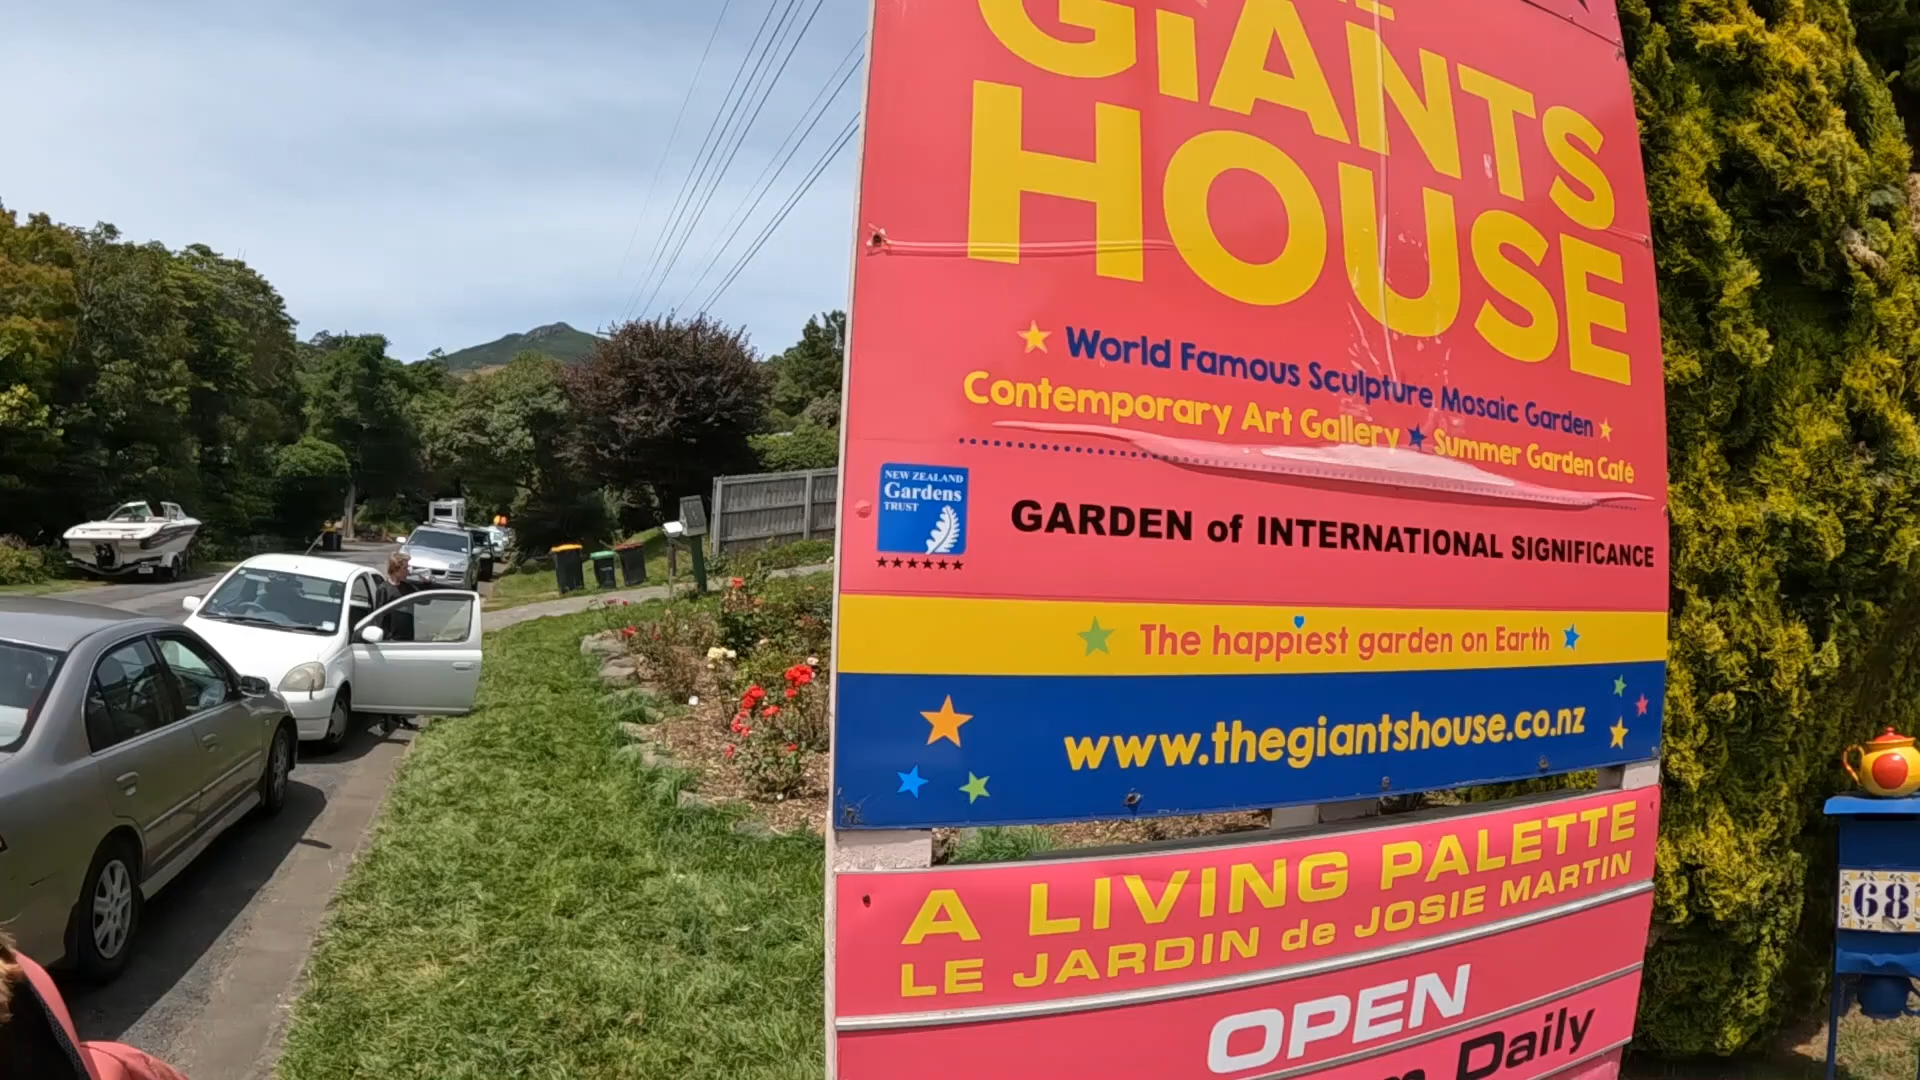 GIANTS
HOUSE
World Famous Sculpture Mosaic Garden
Contemporary Art Gallery Summer Garden Café
NEW ZEALAND
Gardens
TRUST
GARDEN of INTERNATIONAL SIGNIFICANCE
The happiest garden on Earth
www.thegiantshouse.co.nz
A LIVING PALETTE
LE JARDIN de JOSIE MARTIN
OPEN
Daily
68